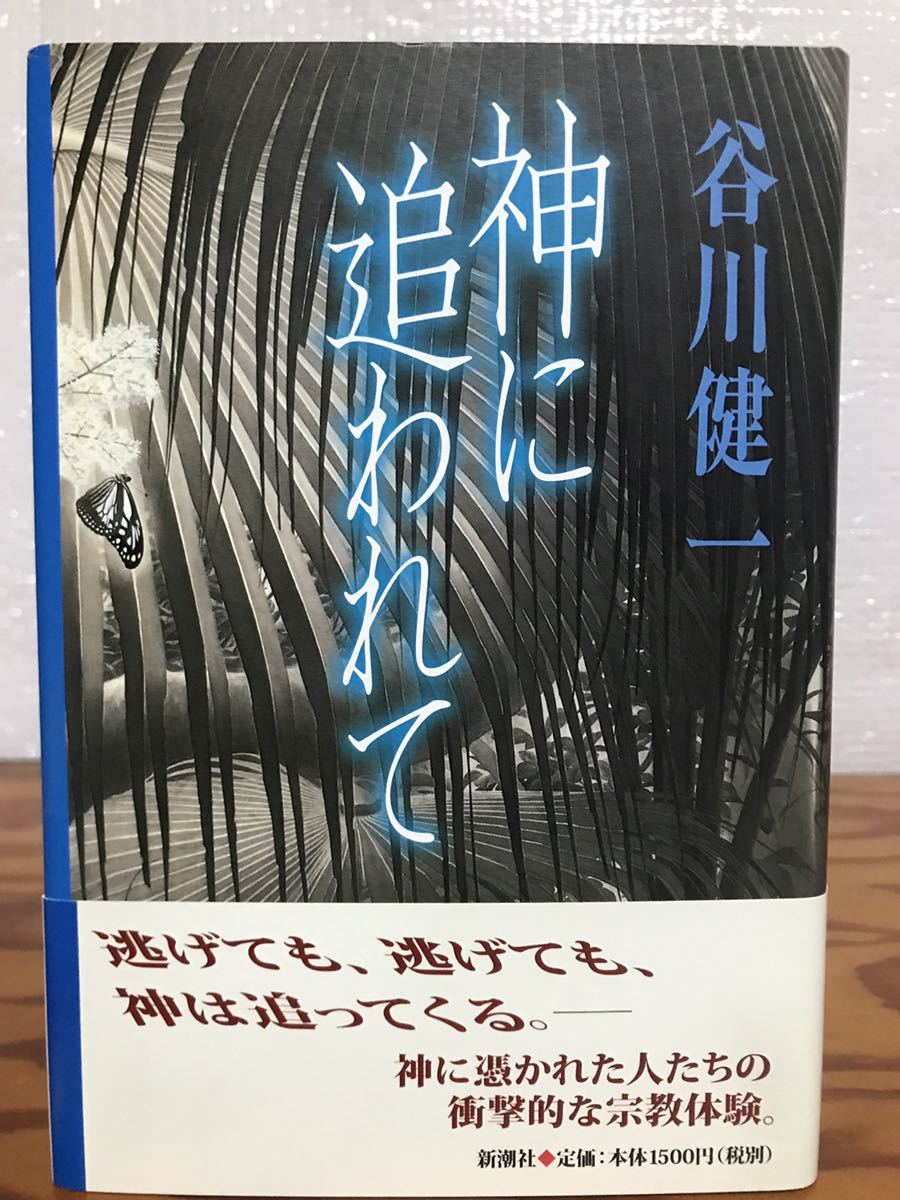 谷川健一
神に
追われて
逃げても、逃げても、
神は追ってくる。──
神に憑かれた人たちの
衝撃的な宗教体験。
新潮社◆定価：本体1500円（税別）